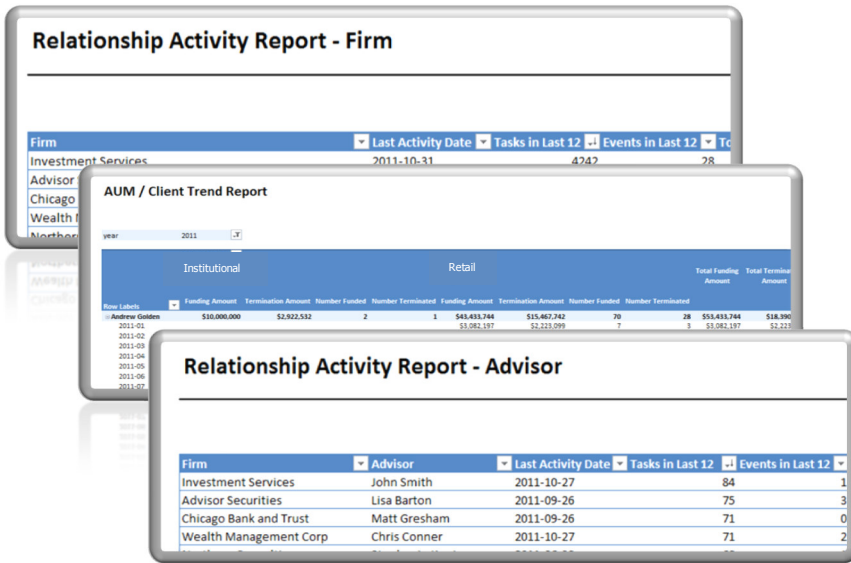 Relationship Activity Report - Firm
Firm Last Activity Date Tasks in Last 12 Events in Last 12
Investment Services 2011-10-31 4242 28
Advisor
Chicago
Wealth
AUM / Client Trend Report
year 2011
Institutional Retail
Total Funding Amount Amount
Row Labels Funding Amount Termination Amount Number Funded Number Terminated Funding Amount Termination Amount Number Funded Number Terminated
Andrew Golden $10,000,000 $2,922,532 2 1 $43,433,744 $15,467,742 70 28 $53,433,744 $18,390
2011-01 $3,082,197 $2,223,099 7 3 $3,082,197 $2,223
2011-02
2011-03
2011-04
2011-05
2011-06
2011-07
Relationship Activity Report - Advisor
Firm Advisor Last Activity Date Tasks in Last 12 Events in Last 12
Investment Services John Smith 2011-10-27 84 1
Advisor Securities Lisa Barton 2011-09-26 75 3
Chicago Bank and Trust Matt Gresham 2011-09-26 71 0
Wealth Management Corp Chris Conner 2011-10-27 71 2